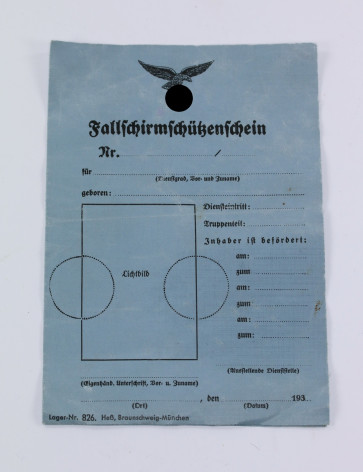 Fallschirmschützenschein
Nr.
für
(Dienstgrad, Vor- und Zuname)
geboren:
Diensteintritt:
Truppenteil:
Inhaber ist befördert:
am:
zum
am:
zum
am:
zum:
Lichtbild
(Ausstellende Dienststelle)
(Eigenhänd. Unterschrift, Vor- u. Zuname)
, den 193
(Ort) (Datum)
Lager-Nr. 826. Heß, Braunschweig-München